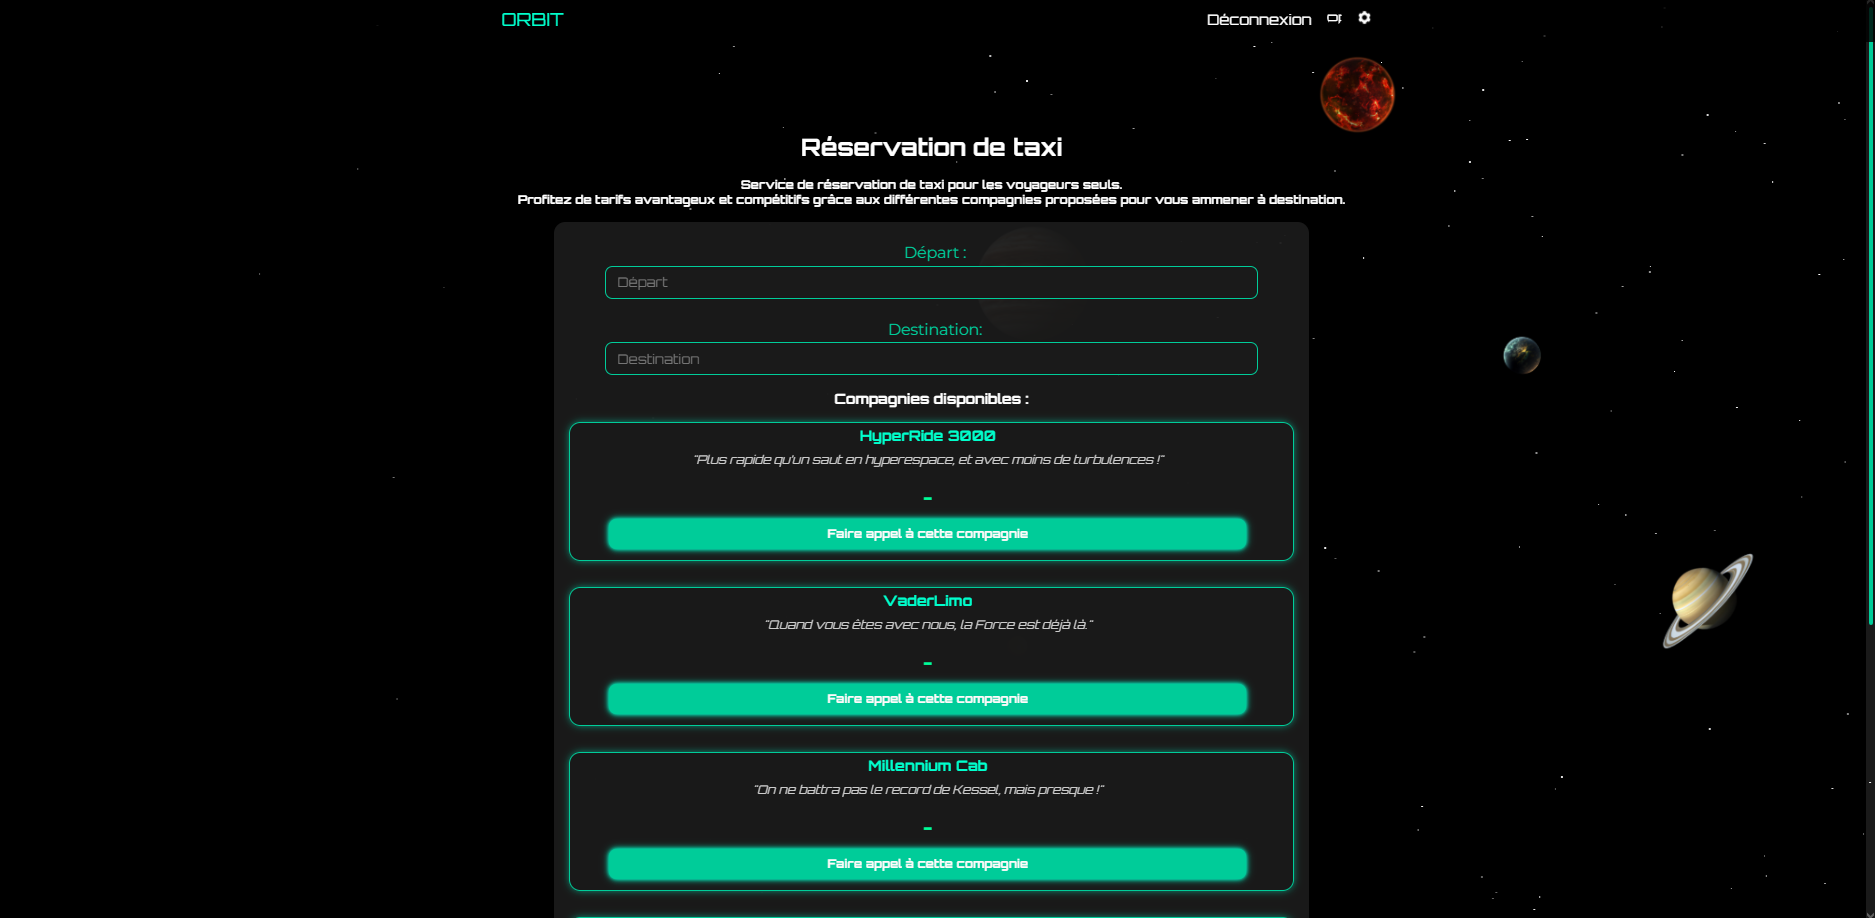 ORBIT
Déconnexion
Réservation de taxi
Service de réservation de taxi pour les voyageurs seuls.
Profitez de tarifs avantageux et compétitifs grâce aux différentes compagnies proposées pour vous ammener à destination.
Départ :
Départ
Destination:
Destination
Compagnies disponibles :
HyperRide 3000
"Plus rapide qu'un saut en hyperespace, et avec moins de turbulences !"
-
Faire appel à cette compagnie
VaderLimo
"Quand vous êtes avec nous, la Force est déjà là."
-
Faire appel à cette compagnie
Millennium Cab
"On ne battra pas le record de Kessel, mais presque !"
-
Faire appel à cette compagnie